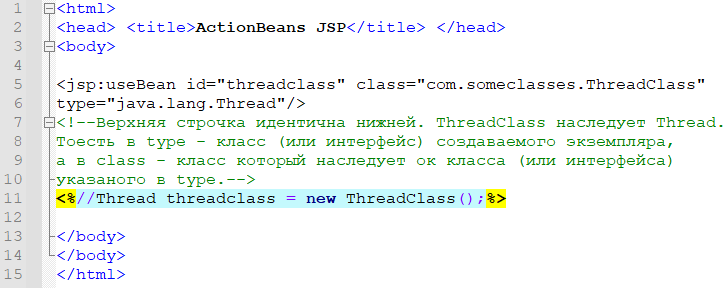 1 <html>
2 <head> <title>ActionBeans JSP</title> </head>
3 <body>
4
5 <jsp:useBean id="threadclass" class="com.someclasses.ThreadClass"
6 type="java.lang.Thread"/>
7 <!--Верхняя строчка идентична нижней. ThreadClass наследует Thread.
8 Тоесть в type - класс (или интерфейс) создаваемого экземпляра,
9 а в class - класс который наследует ок класса (или интерфейса)
10 указаного в type.-->
11 <%//Thread threadclass = new ThreadClass();%>
12
13 </body>
14 </body>
15 </html>